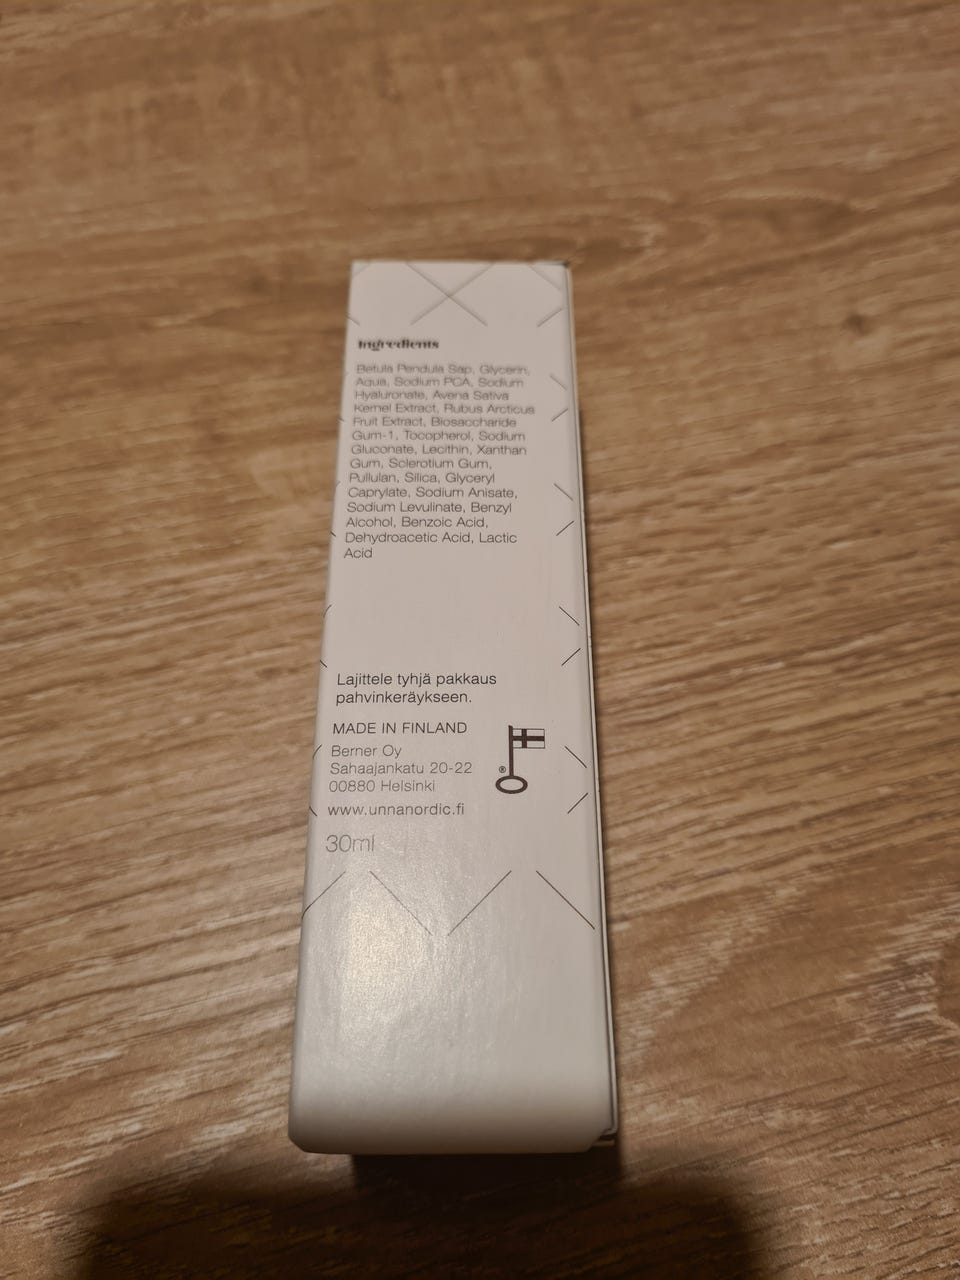 Ingredients
Betula Pendula Sap, Glycerin,
Aqua, Sodium PCA, Sodium
Hyaluronate, Avena Sativa
Kernel Extract, Rubus Arcticus
Fruit Extract, Biosaccharide
Gum-1, Tocopherol, Sodium
Gluconate, Lecithin, Xanthan
Gum, Sclerotium Gum,
Pullulan, Silica, Glyceryl
Caprylate, Sodium Anisate,
Sodium Levulinate, Benzyl
Alcohol, Benzoic Acid,
Dehydroacetic Acid, Lactic
Acid
Lajittele tyhjä pakkaus
pahvinkeräykseen.
MADE IN FINLAND
Berner Oy
Sahaajankatu 20-22
00880 Helsinki
®
www.unnanordic.fi
30ml